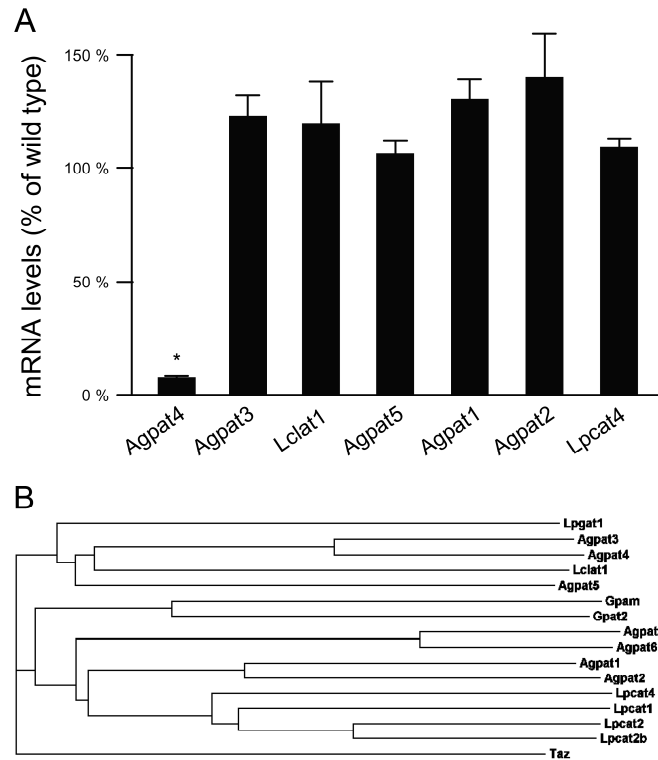 A
mRNA levels (% of wild type)
150 %
100 %
50 %
0 %
*
Agpat4
Agpat3
Lclat1
Agpat5
Agpat1
Agpat2
Lpcat4
B
Lpgat1
Agpat3
Agpat4
Lclat1
Agpat5
Gpam
Gpat2
Agpat
Agpat6
Agpat1
Agpat2
Lpcat4
Lpcat1
Lpcat2
Lpcat2b
Taz